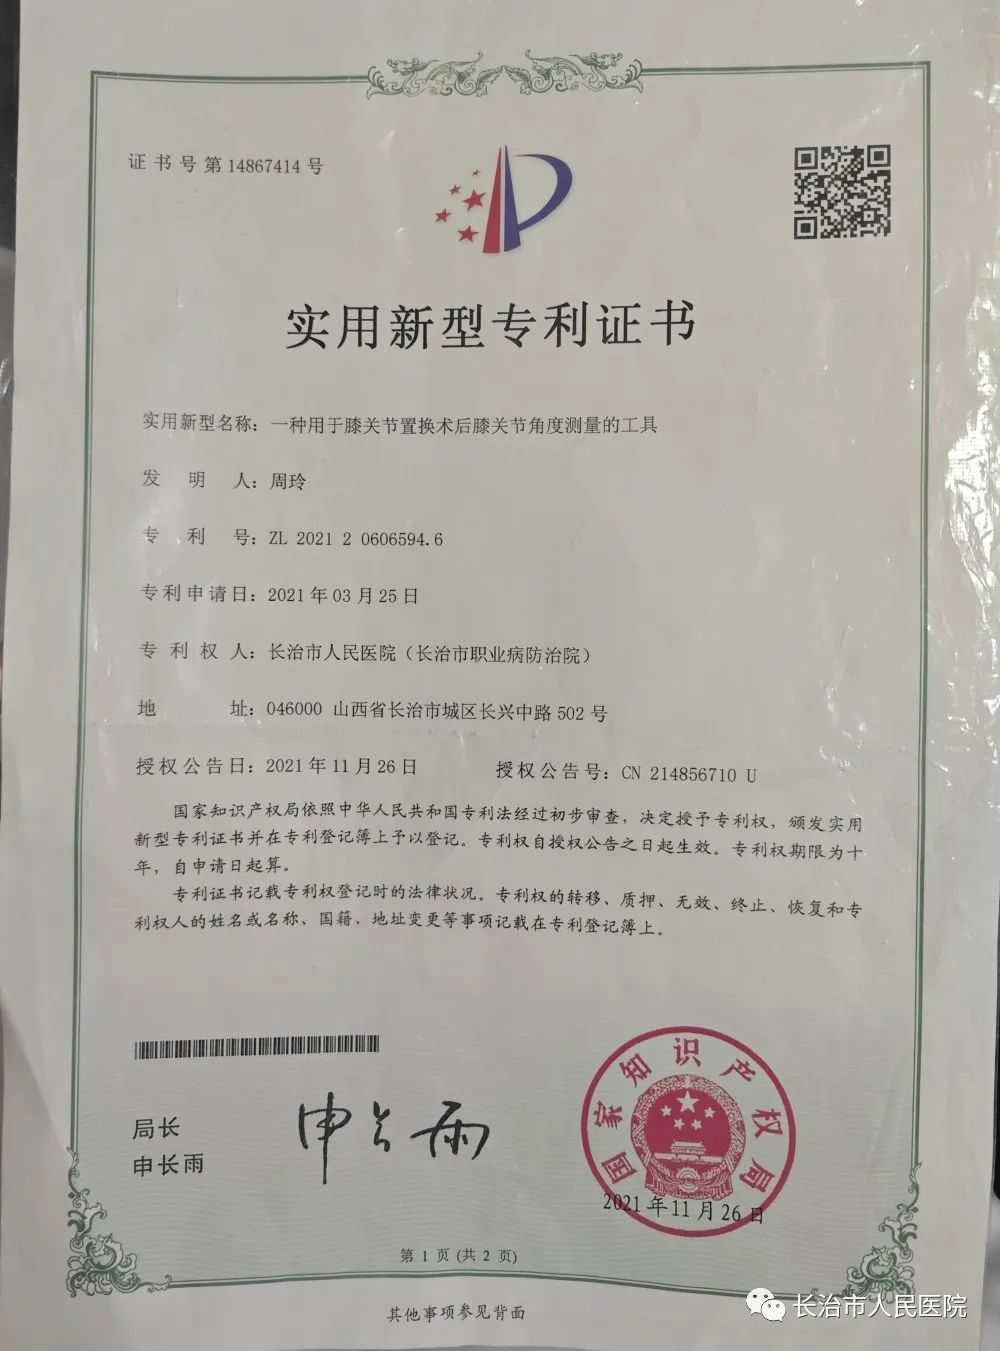 证书号第14867414号
实用新型专利证书
实用新型名称：一种用于膝关节置换术后膝关节角度测量的工具
发明人：周玲
专利号：ZL 2021 2 0606594.6
专利申请日：2021年03月25日
专利权人：长治市人民医院（长治市职业病防治院）
地址：046000 山西省长治市城区长兴中路502号
授权公告日：2021年11月26日 授权公告号：CN 214856710 U
国家知识产权局依照中华人民共和国专利法经过初步审查，决定授予专利权，颁发实用
新型专利证书并在专利登记簿上予以登记。专利权自授权公告之日起生效。专利权期限为十
年，自申请日起算。
专利证书记载专利权登记时的法律状况。专利权的转移、质押、无效、终止、恢复和专
利权人的姓名或名称、国籍、地址变更等事项记载在专利登记簿上。
局长
申长雨
申长雨
国家知识产权局
2021年11月26日
第 1 页 (共 2 页)
其他事项参见背面
长治市人民医院